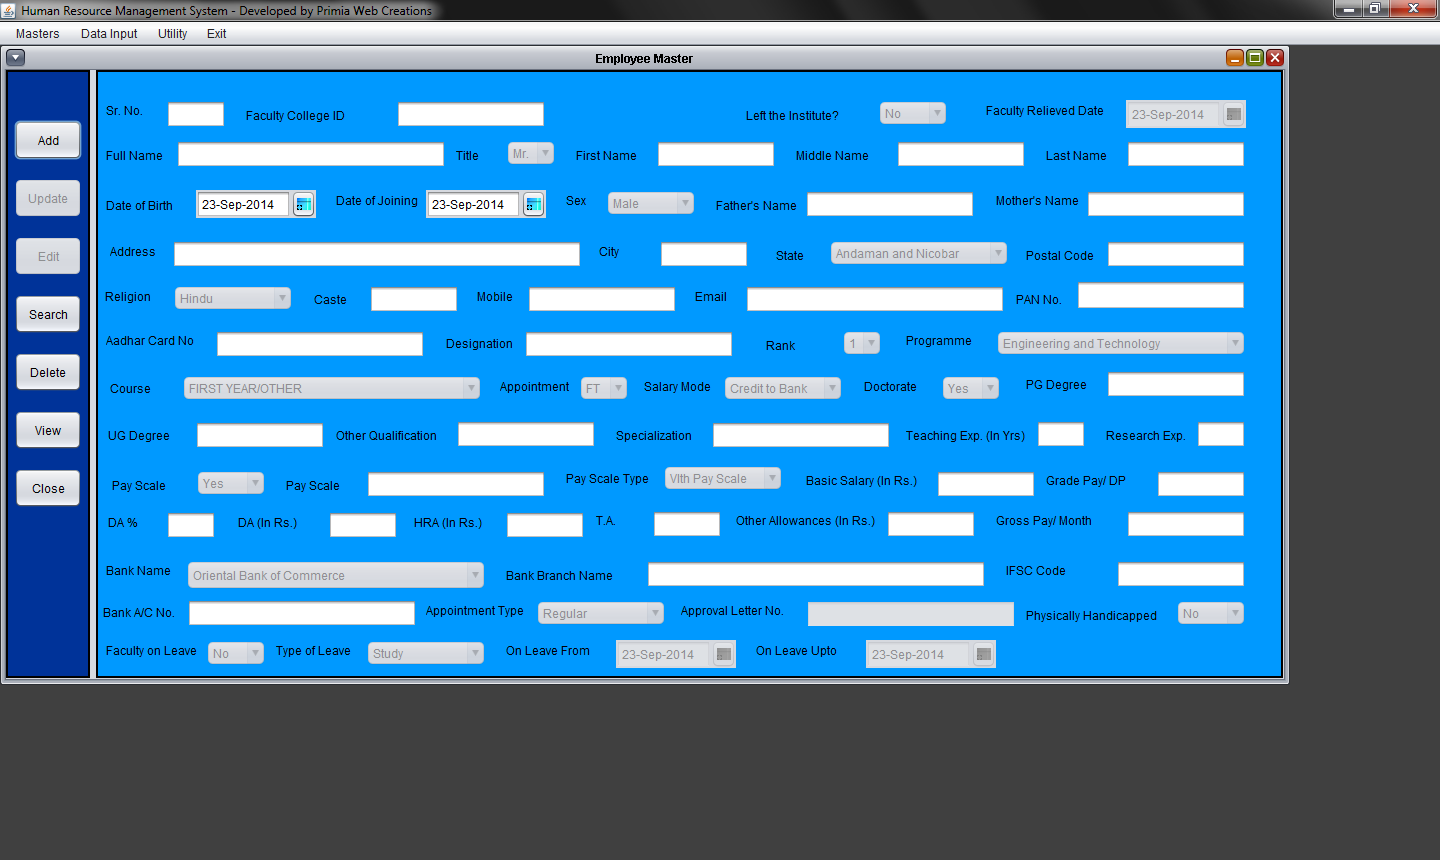 Human Resource Management System - Developed by Primia Web Creations
Masters Data Input Utility Exit
Employee Master
Add
Update
Edit
Search
Delete
View
Close
Sr. No. Faculty College ID Left the Institute? No Faculty Relieved Date 23-Sep-2014
Full Name Title Mr. First Name Middle Name Last Name
Date of Birth 23-Sep-2014 Date of Joining 23-Sep-2014 Sex Male Father's Name Mother's Name
Address City State Andaman and Nicobar Postal Code
Religion Hindu Caste Mobile Email PAN No.
Aadhar Card No Designation Rank 1 Programme Engineering and Technology
Course FIRST YEAR/OTHER Appointment FT Salary Mode Credit to Bank Doctorate Yes PG Degree
UG Degree Other Qualification Specialization Teaching Exp. (In Yrs) Research Exp.
Pay Scale Yes Pay Scale Pay Scale Type VIth Pay Scale Basic Salary (In Rs.) Grade Pay/ DP
DA % DA (In Rs.) HRA (In Rs.) T.A. Other Allowances (In Rs.) Gross Pay/ Month
Bank Name Oriental Bank of Commerce Bank Branch Name IFSC Code
Bank A/C No. Appointment Type Regular Approval Letter No. Physically Handicapped No
Faculty on Leave No Type of Leave Study On Leave From 23-Sep-2014 On Leave Upto 23-Sep-2014